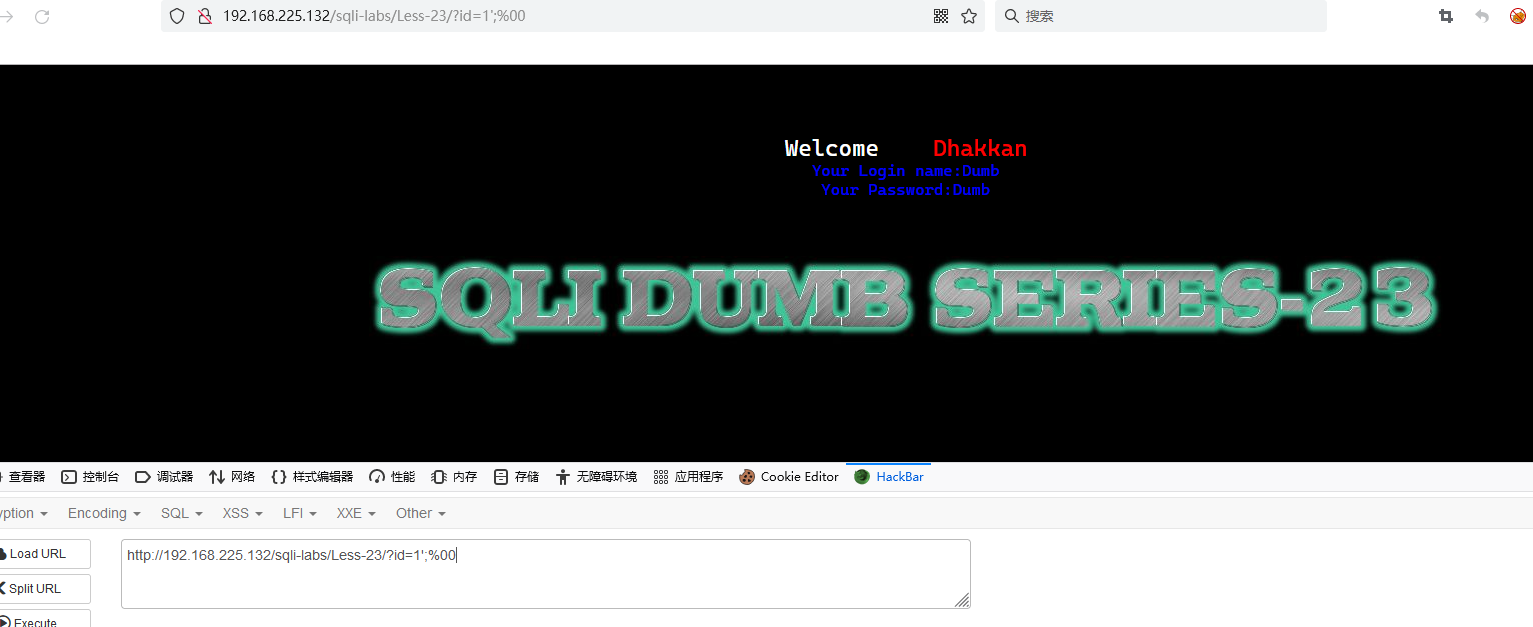 192.168.225.132/sqli-labs/Less-23/?id=1';%00
搜索
Welcome Dhakkan
Your Login name:Dumb
Your Password:Dumb
SQLI DUMB SERIES-23
查看器 控制台 调试器 网络 样式编辑器 性能 内存 存储 无障碍环境 应用程序 Cookie Editor HackBar
yption Encoding SQL XSS LFI XXE Other
Load URL
http://192.168.225.132/sqli-labs/Less-23/?id=1';%00
Split URL
Execute